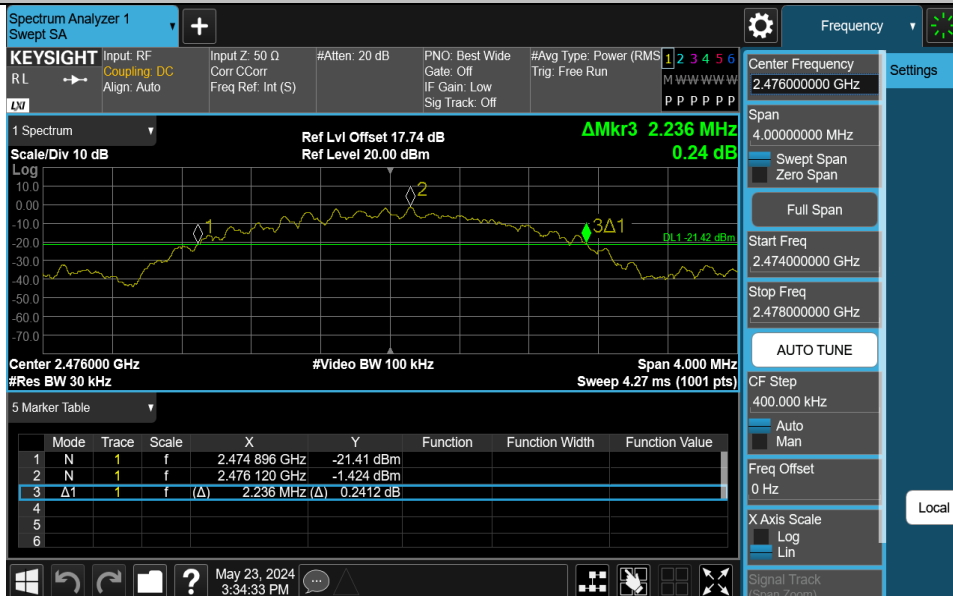 Spectrum Analyzer 1
Swept SA
+
Frequency
KEYSIGHT
R L
LXI
Input: RF
Coupling: DC
Align: Auto
Input Z: 50 Ω
Corr CCorr
Freq Ref: Int (S)
#Atten: 20 dB
PNO: Best Wide
Gate: Off
IF Gain: Low
Sig Track: Off
#Avg Type: Power (RMS
Trig: Free Run
1 2 3 4 5 6
M W W W W W
P P P P P P
1 Spectrum
Scale/Div 10 dB
Ref Lvl Offset 17.74 dB
Ref Level 20.00 dBm
ΔMkr3 2.236 MHz
0.24 dB
Log
10.0
0.00
-10.0
-20.0
-30.0
-40.0
-50.0
-60.0
-70.0
1
2
3Δ1
DL1 -21.42 dBm
Center 2.476000 GHz
#Video BW 100 kHz
Span 4.000 MHz
#Res BW 30 kHz
Sweep 4.27 ms (1001 pts)
5 Marker Table
Mode Trace Scale X Y Function Function Width Function Value
1 N 1 f 2.474 896 GHz -21.41 dBm
2 N 1 f 2.476 120 GHz -1.424 dBm
3 Δ1 1 f (Δ) 2.236 MHz (Δ) 0.2412 dB
4
5
6
May 23, 2024
3:34:33 PM
?
Center Frequency
2.476000000 GHz
Settings
Span
4.00000000 MHz
Swept Span
Zero Span
Full Span
Start Freq
2.474000000 GHz
Stop Freq
2.478000000 GHz
AUTO TUNE
CF Step
400.000 kHz
Auto
Man
Freq Offset
0 Hz
Local
X Axis Scale
Log
Lin
Signal Track
(Span Zoom)